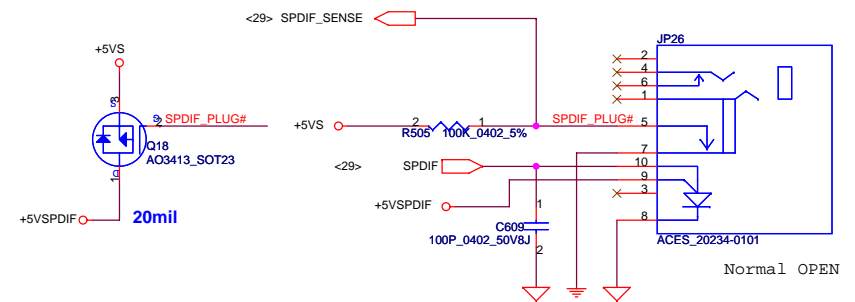 <29> SPDIF_SENSE
JP26
+5VS
2
4
6
1
3
S
G
2
SPDIF_PLUG#
+5VS
2
1
R505 100K_0402_5%
SPDIF_PLUG#
5
Q18
AO3413_SOT23
D
1
7
<29> SPDIF
10
9
3
+5VSPDIF
20mil
+5VSPDIF
1
C609
100P_0402_50V8J
2
8
ACES_20234-0101
Normal OPEN